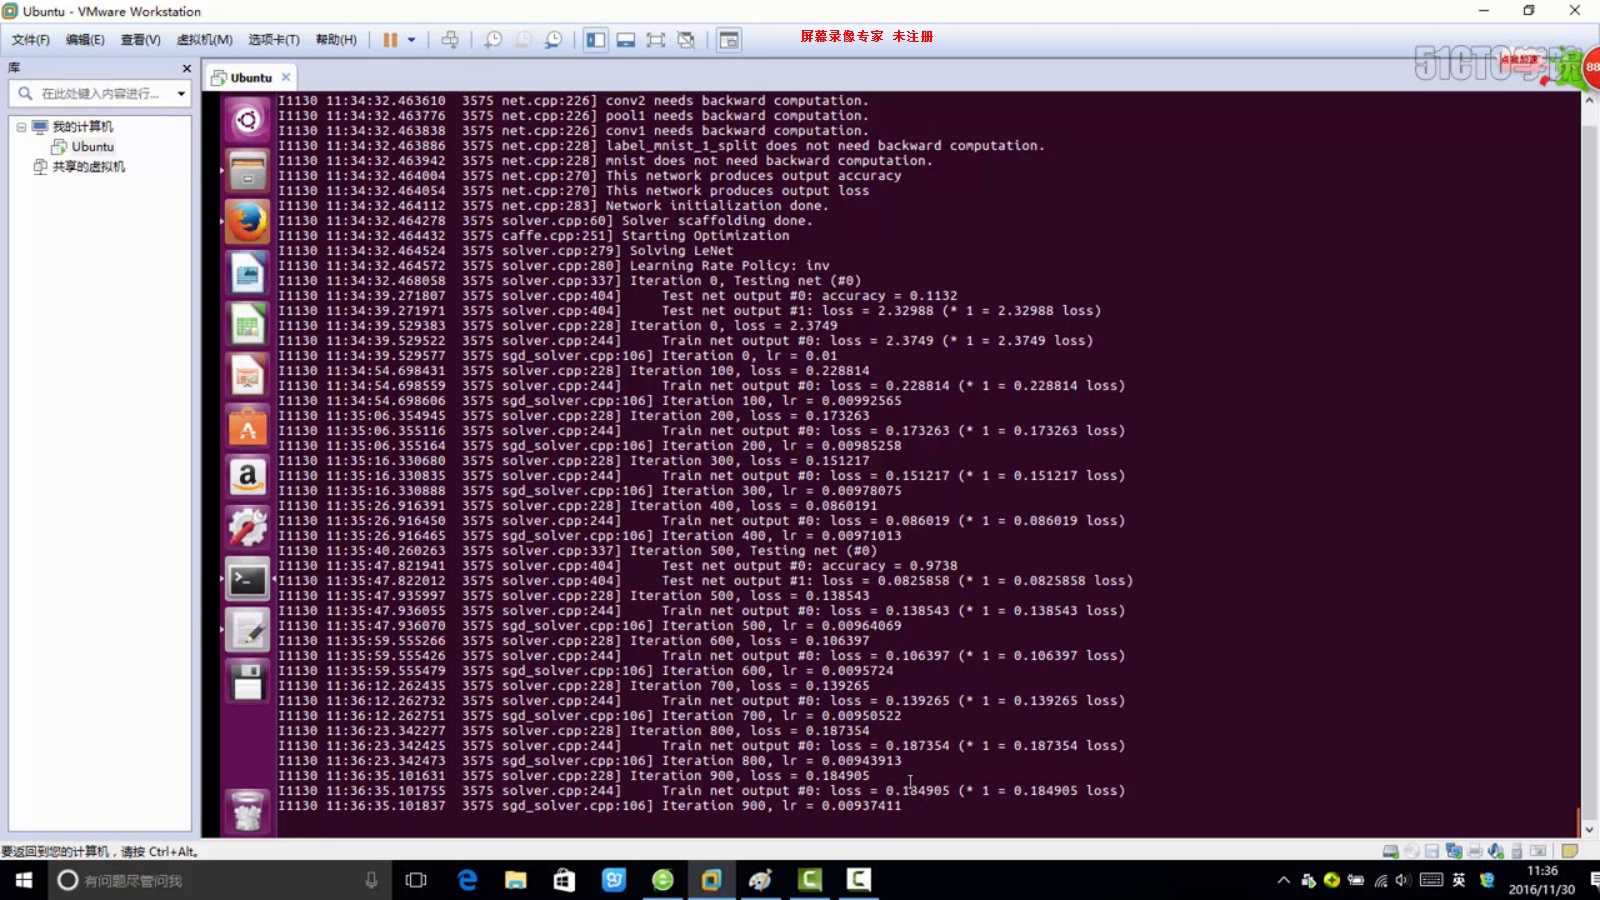 Ubuntu - VMware Workstation
文件(F) 编辑(E) 查看(V) 虚拟机(M) 选项卡(T) 帮助(H)
屏幕录像专家 未注册
51CTO学院
点我加速
88
库
Ubuntu
在此处键入内容进行...
我的计算机
Ubuntu
共享的虚拟机
I1130 11:34:32.463610  3575 net.cpp:226] conv2 needs backward computation.
I1130 11:34:32.463776  3575 net.cpp:226] pool1 needs backward computation.
I1130 11:34:32.463838  3575 net.cpp:226] conv1 needs backward computation.
I1130 11:34:32.463886  3575 net.cpp:228] label_mnist_1_split does not need backward computation.
I1130 11:34:32.463942  3575 net.cpp:228] mnist does not need backward computation.
I1130 11:34:32.464004  3575 net.cpp:270] This network produces output accuracy
I1130 11:34:32.464054  3575 net.cpp:270] This network produces output loss
I1130 11:34:32.464112  3575 net.cpp:283] Network initialization done.
I1130 11:34:32.464278  3575 solver.cpp:60] Solver scaffolding done.
I1130 11:34:32.464432  3575 caffe.cpp:251] Starting Optimization
I1130 11:34:32.464524  3575 solver.cpp:279] Solving LeNet
I1130 11:34:32.464572  3575 solver.cpp:280] Learning Rate Policy: inv
I1130 11:34:32.468058  3575 solver.cpp:337] Iteration 0, Testing net (#0)
I1130 11:34:39.271807  3575 solver.cpp:404]     Test net output #0: accuracy = 0.1132
I1130 11:34:39.271971  3575 solver.cpp:404]     Test net output #1: loss = 2.32988 (* 1 = 2.32988 loss)
I1130 11:34:39.529383  3575 solver.cpp:228] Iteration 0, loss = 2.3749
I1130 11:34:39.529522  3575 solver.cpp:244]     Train net output #0: loss = 2.3749 (* 1 = 2.3749 loss)
I1130 11:34:39.529577  3575 sgd_solver.cpp:106] Iteration 0, lr = 0.01
I1130 11:34:54.698431  3575 solver.cpp:228] Iteration 100, loss = 0.228814
I1130 11:34:54.698559  3575 solver.cpp:244]     Train net output #0: loss = 0.228814 (* 1 = 0.228814 loss)
I1130 11:34:54.698606  3575 sgd_solver.cpp:106] Iteration 100, lr = 0.00992565
I1130 11:35:06.354945  3575 solver.cpp:228] Iteration 200, loss = 0.173263
I1130 11:35:06.355116  3575 solver.cpp:244]     Train net output #0: loss = 0.173263 (* 1 = 0.173263 loss)
I1130 11:35:06.355164  3575 sgd_solver.cpp:106] Iteration 200, lr = 0.00985258
I1130 11:35:16.330680  3575 solver.cpp:228] Iteration 300, loss = 0.151217
I1130 11:35:16.330835  3575 solver.cpp:244]     Train net output #0: loss = 0.151217 (* 1 = 0.151217 loss)
I1130 11:35:16.330888  3575 sgd_solver.cpp:106] Iteration 300, lr = 0.00978075
I1130 11:35:26.916391  3575 solver.cpp:228] Iteration 400, loss = 0.0860191
I1130 11:35:26.916450  3575 solver.cpp:244]     Train net output #0: loss = 0.086019 (* 1 = 0.086019 loss)
I1130 11:35:26.916465  3575 sgd_solver.cpp:106] Iteration 400, lr = 0.00971013
I1130 11:35:40.260263  3575 solver.cpp:337] Iteration 500, Testing net (#0)
I1130 11:35:47.821941  3575 solver.cpp:404]     Test net output #0: accuracy = 0.9738
I1130 11:35:47.822012  3575 solver.cpp:404]     Test net output #1: loss = 0.0825858 (* 1 = 0.0825858 loss)
I1130 11:35:47.935997  3575 solver.cpp:228] Iteration 500, loss = 0.138543
I1130 11:35:47.936055  3575 solver.cpp:244]     Train net output #0: loss = 0.138543 (* 1 = 0.138543 loss)
I1130 11:35:47.936070  3575 sgd_solver.cpp:106] Iteration 500, lr = 0.00964069
I1130 11:35:59.555266  3575 solver.cpp:228] Iteration 600, loss = 0.106397
I1130 11:35:59.555426  3575 solver.cpp:244]     Train net output #0: loss = 0.106397 (* 1 = 0.106397 loss)
I1130 11:35:59.555479  3575 sgd_solver.cpp:106] Iteration 600, lr = 0.0095724
I1130 11:36:12.262435  3575 solver.cpp:228] Iteration 700, loss = 0.139265
I1130 11:36:12.262732  3575 solver.cpp:244]     Train net output #0: loss = 0.139265 (* 1 = 0.139265 loss)
I1130 11:36:12.262751  3575 sgd_solver.cpp:106] Iteration 700, lr = 0.00950522
I1130 11:36:23.342277  3575 solver.cpp:228] Iteration 800, loss = 0.187354
I1130 11:36:23.342425  3575 solver.cpp:244]     Train net output #0: loss = 0.187354 (* 1 = 0.187354 loss)
I1130 11:36:23.342473  3575 sgd_solver.cpp:106] Iteration 800, lr = 0.00943913
I1130 11:36:35.101631  3575 solver.cpp:228] Iteration 900, loss = 0.184905
I1130 11:36:35.101755  3575 solver.cpp:244]     Train net output #0: loss = 0.184905 (* 1 = 0.184905 loss)
I1130 11:36:35.101837  3575 sgd_solver.cpp:106] Iteration 900, lr = 0.00937411
要返回到您的计算机，请按 Ctrl+Alt。
有问题尽管问我
英
11:36
2016/11/30